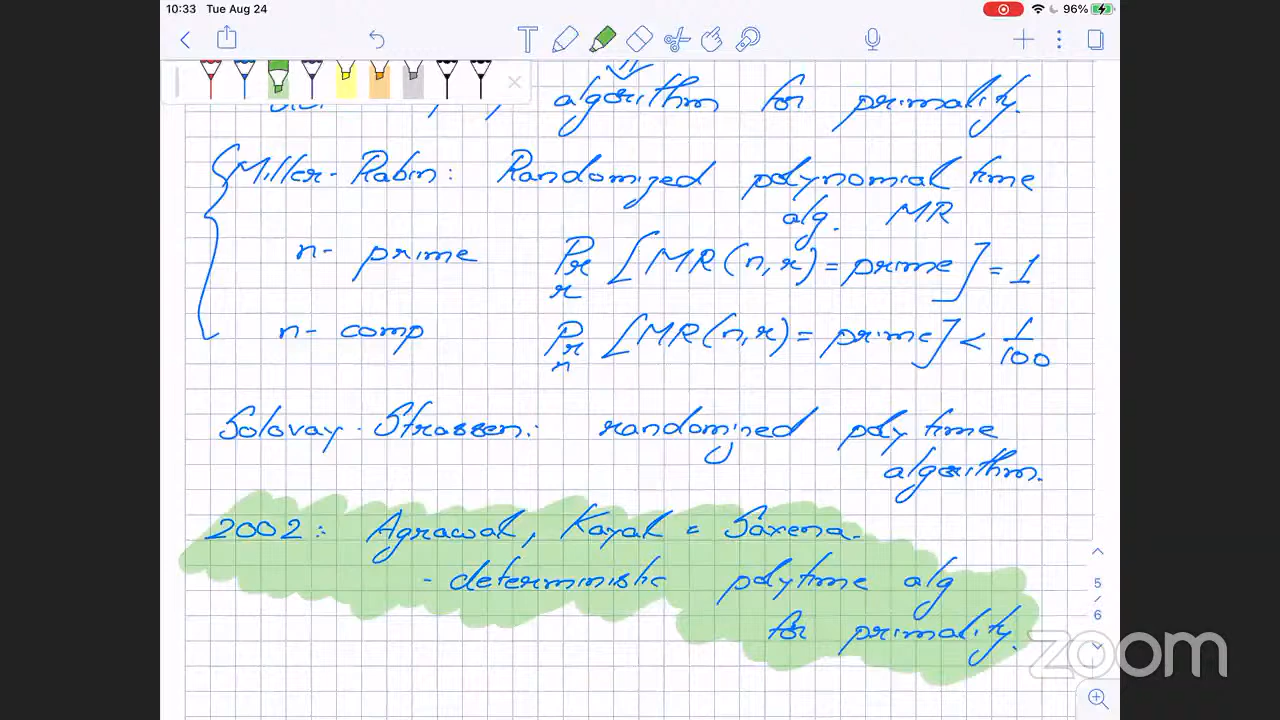 10:33 Tue Aug 24
96%
algorithm for primality.
Miller-Rabin: Randomized polynomial time
alg. MR
n- prime Pr [MR(n,r) = prime] = 1
r
n- comp Pr [MR(n,r) = prime] < 1/100
r
Solovay-Strassen: randomized poly time
algorithm.
2002: Agrawal, Kayal & Saxena.
- deterministic polytime alg
for primality.
5
/
6
zoom